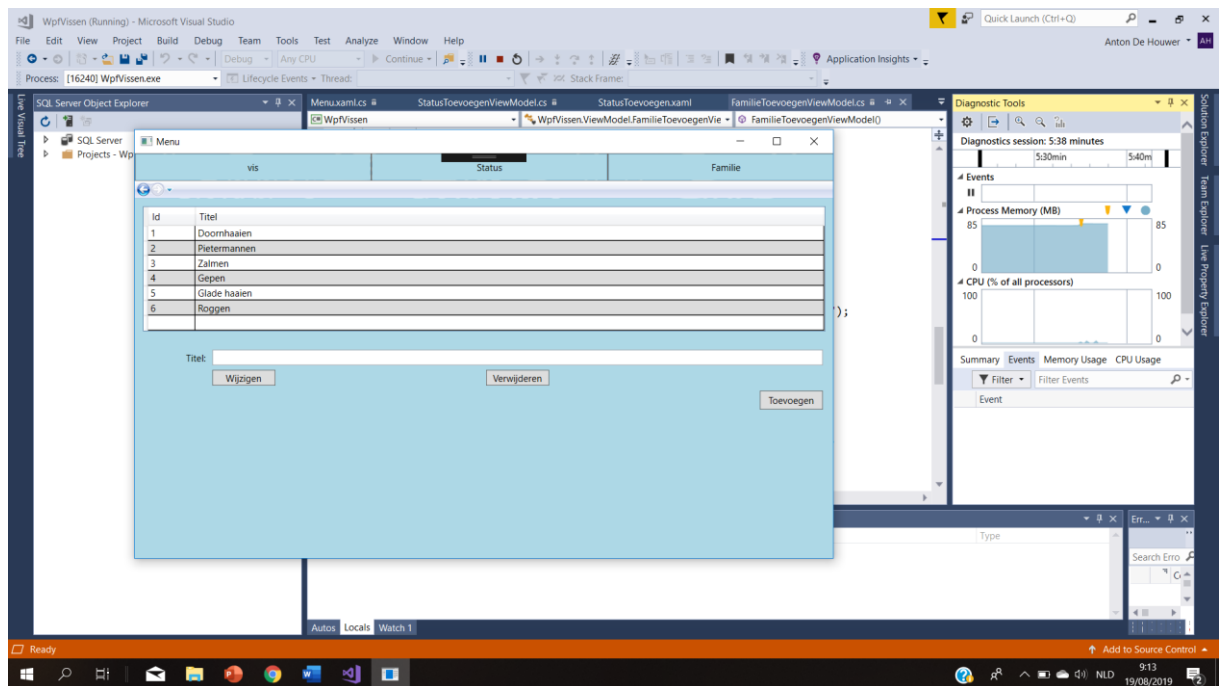 WpfVissen (Running) - Microsoft Visual Studio
Quick Launch (Ctrl+Q)
File Edit View Project Build Debug Team Tools Test Analyze Window Help
Anton De Houwer AH
Debug Any CPU Continue Application Insights
Process: [16240] WpfVissen.exe Lifecycle Events Thread: Stack Frame:
Live Visual Tree
SQL Server Object Explorer
SQL Server
Projects - Wp
Menu.xaml.cs StatusToevoegenViewModel.cs StatusToevoegen.xaml FamilieToevoegenViewModel.cs
WpfVissen WpfVissen.ViewModel.FamilieToevoegenVie FamilieToevoegenViewModel()
Menu
vis Status Familie
Id Titel
1 Doornhaaien
2 Pietermannen
3 Zalmen
4 Gepen
5 Glade haaien
6 Roggen
Titel:
Wijzigen Verwijderen
Toevoegen
);
Diagnostic Tools
Diagnostics session: 5:38 minutes
5:30min 5:40m
Events
Process Memory (MB)
85 85
0 0
CPU (% of all processors)
100 100
0 0
Summary Events Memory Usage CPU Usage
Filter Filter Events
Event
Solution Explorer Team Explorer Live Property Explorer
Type
Err...
Search Erro
Autos Locals Watch 1
Ready
Add to Source Control
NLD
9:13
19/08/2019